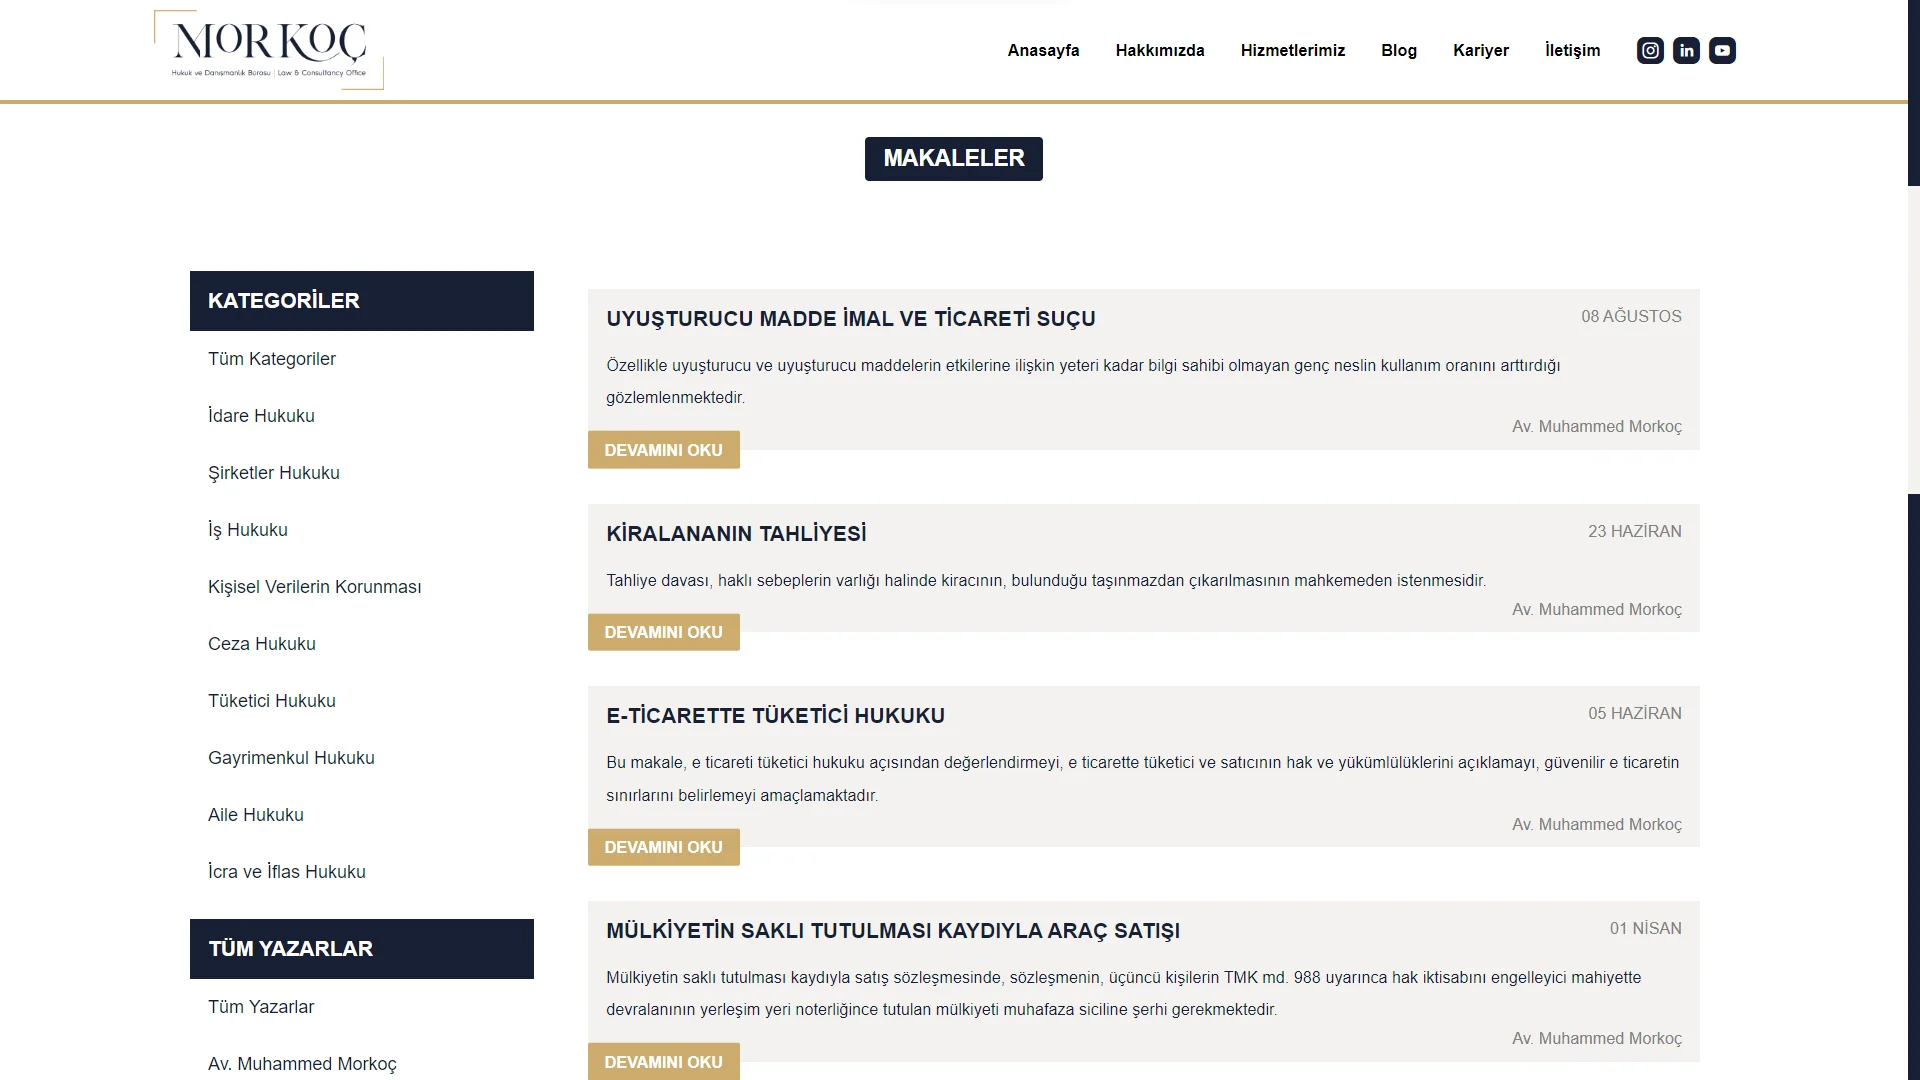 MORKOÇ
Hukuk ve Danışmanlık Bürosu | Law & Consultancy Office
Anasayfa
Hakkımızda
Hizmetlerimiz
Blog
Kariyer
İletişim
MAKALELER
KATEGORİLER
Tüm Kategoriler
İdare Hukuku
Şirketler Hukuku
İş Hukuku
Kişisel Verilerin Korunması
Ceza Hukuku
Tüketici Hukuku
Gayrimenkul Hukuku
Aile Hukuku
İcra ve İflas Hukuku
TÜM YAZARLAR
Tüm Yazarlar
Av. Muhammed Morkoç
UYUŞTURUCU MADDE İMAL VE TİCARETİ SUÇU
08 AĞUSTOS
Özellikle uyuşturucu ve uyuşturucu maddelerin etkilerine ilişkin yeteri kadar bilgi sahibi olmayan genç neslin kullanım oranını arttırdığı
gözlemlenmektedir.
Av. Muhammed Morkoç
DEVAMINI OKU
KİRALANANIN TAHLİYESİ
23 HAZİRAN
Tahliye davası, haklı sebeplerin varlığı halinde kiracının, bulunduğu taşınmazdan çıkarılmasının mahkemeden istenmesidir.
Av. Muhammed Morkoç
DEVAMINI OKU
E-TİCARETTE TÜKETİCİ HUKUKU
05 HAZİRAN
Bu makale, e ticareti tüketici hukuku açısından değerlendirmeyi, e ticarette tüketici ve satıcının hak ve yükümlülüklerini açıklamayı, güvenilir e ticaretin
sınırlarını belirlemeyi amaçlamaktadır.
Av. Muhammed Morkoç
DEVAMINI OKU
MÜLKİYETİN SAKLI TUTULMASI KAYDIYLA ARAÇ SATIŞI
01 NİSAN
Mülkiyetin saklı tutulması kaydıyla satış sözleşmesinde, sözleşmenin, üçüncü kişilerin TMK md. 988 uyarınca hak iktisabını engelleyici mahiyette
devralanının yerleşim yeri noterliğince tutulan mülkiyeti muhafaza siciline şerhi gerekmektedir.
Av. Muhammed Morkoç
DEVAMINI OKU